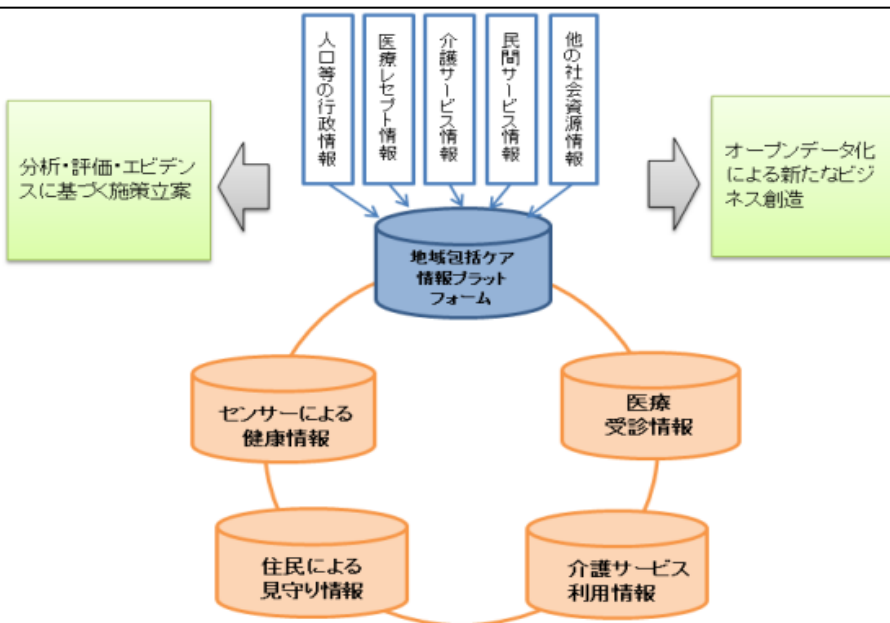 人口等の行政情報
医療レセプト情報
介護サービス情報
民間サービス情報
他の社会資源情報
分析・評価・エビデン
スに基づく施策立案
オープンデータ化
による新たなビジ
ネス創造
地域包括ケア
情報プラット
フォーム
センサーによる
健康情報
医療
受診情報
住民による
見守り情報
介護サービス
利用情報